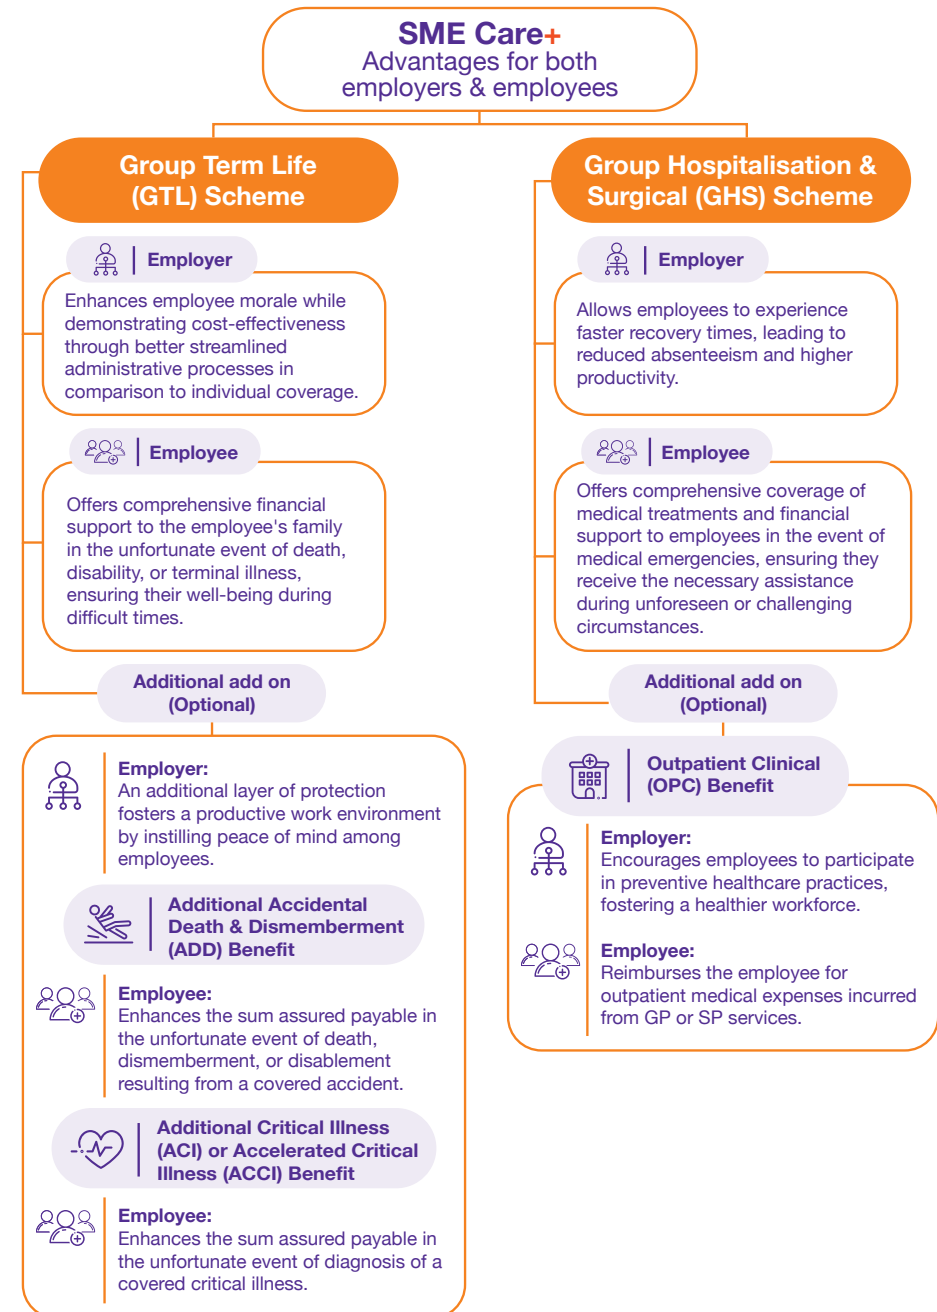 SME Care+
Advantages for both
employers & employees
Group Term Life
(GTL) Scheme
Employer
Enhances employee morale while
demonstrating cost-effectiveness
through better streamlined
administrative processes in
comparison to individual coverage.
Employee
Offers comprehensive financial
support to the employee's family
in the unfortunate event of death,
disability, or terminal illness,
ensuring their well-being during
difficult times.
Additional add on
(Optional)
Employer:
An additional layer of protection
fosters a productive work environment
by instilling peace of mind among
employees.
Additional Accidental
Death & Dismemberment
(ADD) Benefit
Employee:
Enhances the sum assured payable in
the unfortunate event of death,
dismemberment, or disablement
resulting from a covered accident.
Additional Critical Illness
(ACI) or Accelerated Critical
Illness (ACCI) Benefit
Employee:
Enhances the sum assured payable in
the unfortunate event of diagnosis of a
covered critical illness.
Group Hospitalisation &
Surgical (GHS) Scheme
Employer
Allows employees to experience
faster recovery times, leading to
reduced absenteeism and higher
productivity.
Employee
Offers comprehensive coverage of
medical treatments and financial
support to employees in the event of
medical emergencies, ensuring they
receive the necessary assistance
during unforeseen or challenging
circumstances.
Additional add on
(Optional)
Outpatient Clinical
(OPC) Benefit
Employer:
Encourages employees to participate
in preventive healthcare practices,
fostering a healthier workforce.
Employee:
Reimburses the employee for
outpatient medical expenses incurred
from GP or SP services.